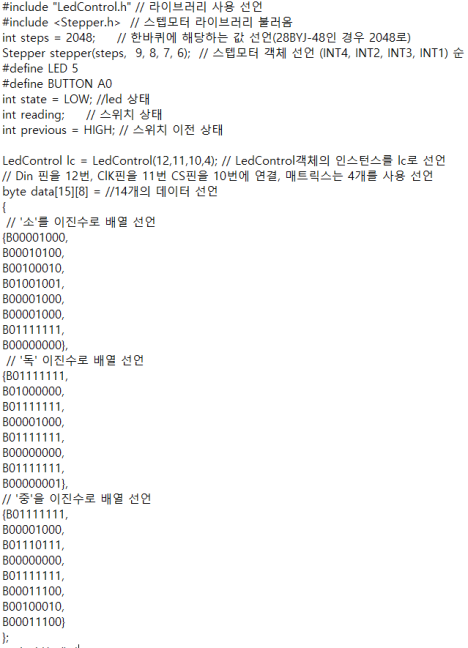 #include "LedControl.h" // 라이브러리 사용 선언
#include <Stepper.h>  // 스텝모터 라이브러리 불러옴
int steps = 2048;    // 한바퀴에 해당하는 값 선언(28BYJ-48인 경우 2048로)
Stepper stepper(steps,  9, 8, 7, 6);  // 스텝모터 객체 선언 (INT4, INT2, INT3, INT1) 순
#define LED 5
#define BUTTON A0
int state = LOW; //led 상태
int reading;    // 스위치 상태
int previous = HIGH; // 스위치 이전 상태
LedControl lc = LedControl(12,11,10,4); // LedControl객체의 인스턴스를 lc로 선언
// Din 핀을 12번, ClK핀을 11번 CS핀을 10번에 연결, 매트릭스는 4개를 사용 선언
byte data[15][8] = //14개의 데이터 선언
{
// '소'를 이진수로 배열 선언
{B00001000,
B00010100,
B00100010,
B01001001,
B00001000,
B00001000,
B01111111,
B00000000},
// '독' 이진수로 배열 선언
{B01111111,
B01000000,
B01111111,
B00001000,
B01111111,
B00000000,
B01111111,
B00000001},
// '중'을 이진수로 배열 선언
{B01111111,
B00001000,
B01110111,
B00000000,
B01111111,
B00011100,
B00100010,
B00011100}
};